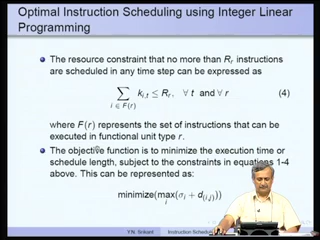 Optimal Instruction Scheduling using Integer Linear
Programming
The resource constraint that no more than R_r instructions
are scheduled in any time step can be expressed as
∑_{i ∈ F(r)} k_{i,t} ≤ R_r, ∀ t and ∀ r (4)
where F(r) represents the set of instructions that can be
executed in functional unit type r.
The objective function is to minimize the execution time or
schedule length, subject to the constraints in equations 1-4
above. This can be represented as:
minimize(max_i(σ_i + d_{(i,j)}))
Y.N. Srikant